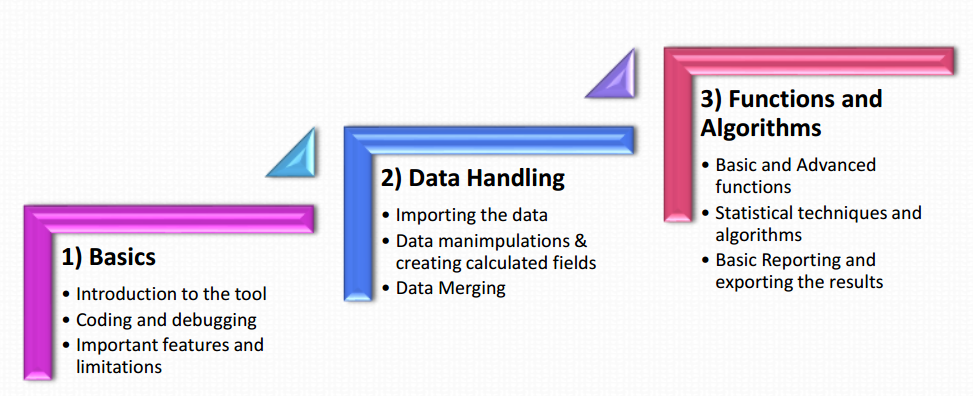 1) Basics
• Introduction to the tool
• Coding and debugging
• Important features and
limitations
2) Data Handling
• Importing the data
• Data manimpulations &
creating calculated fields
• Data Merging
3) Functions and
Algorithms
• Basic and Advanced
functions
• Statistical techniques and
algorithms
• Basic Reporting and
exporting the results